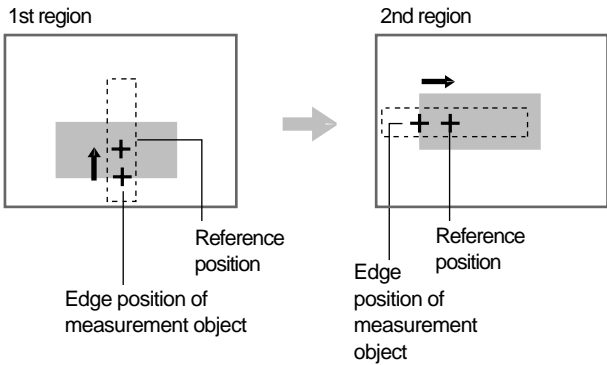 1st region
Reference
position
Edge position of
measurement object
2nd region
Reference
position
Edge
position of
measurement
object